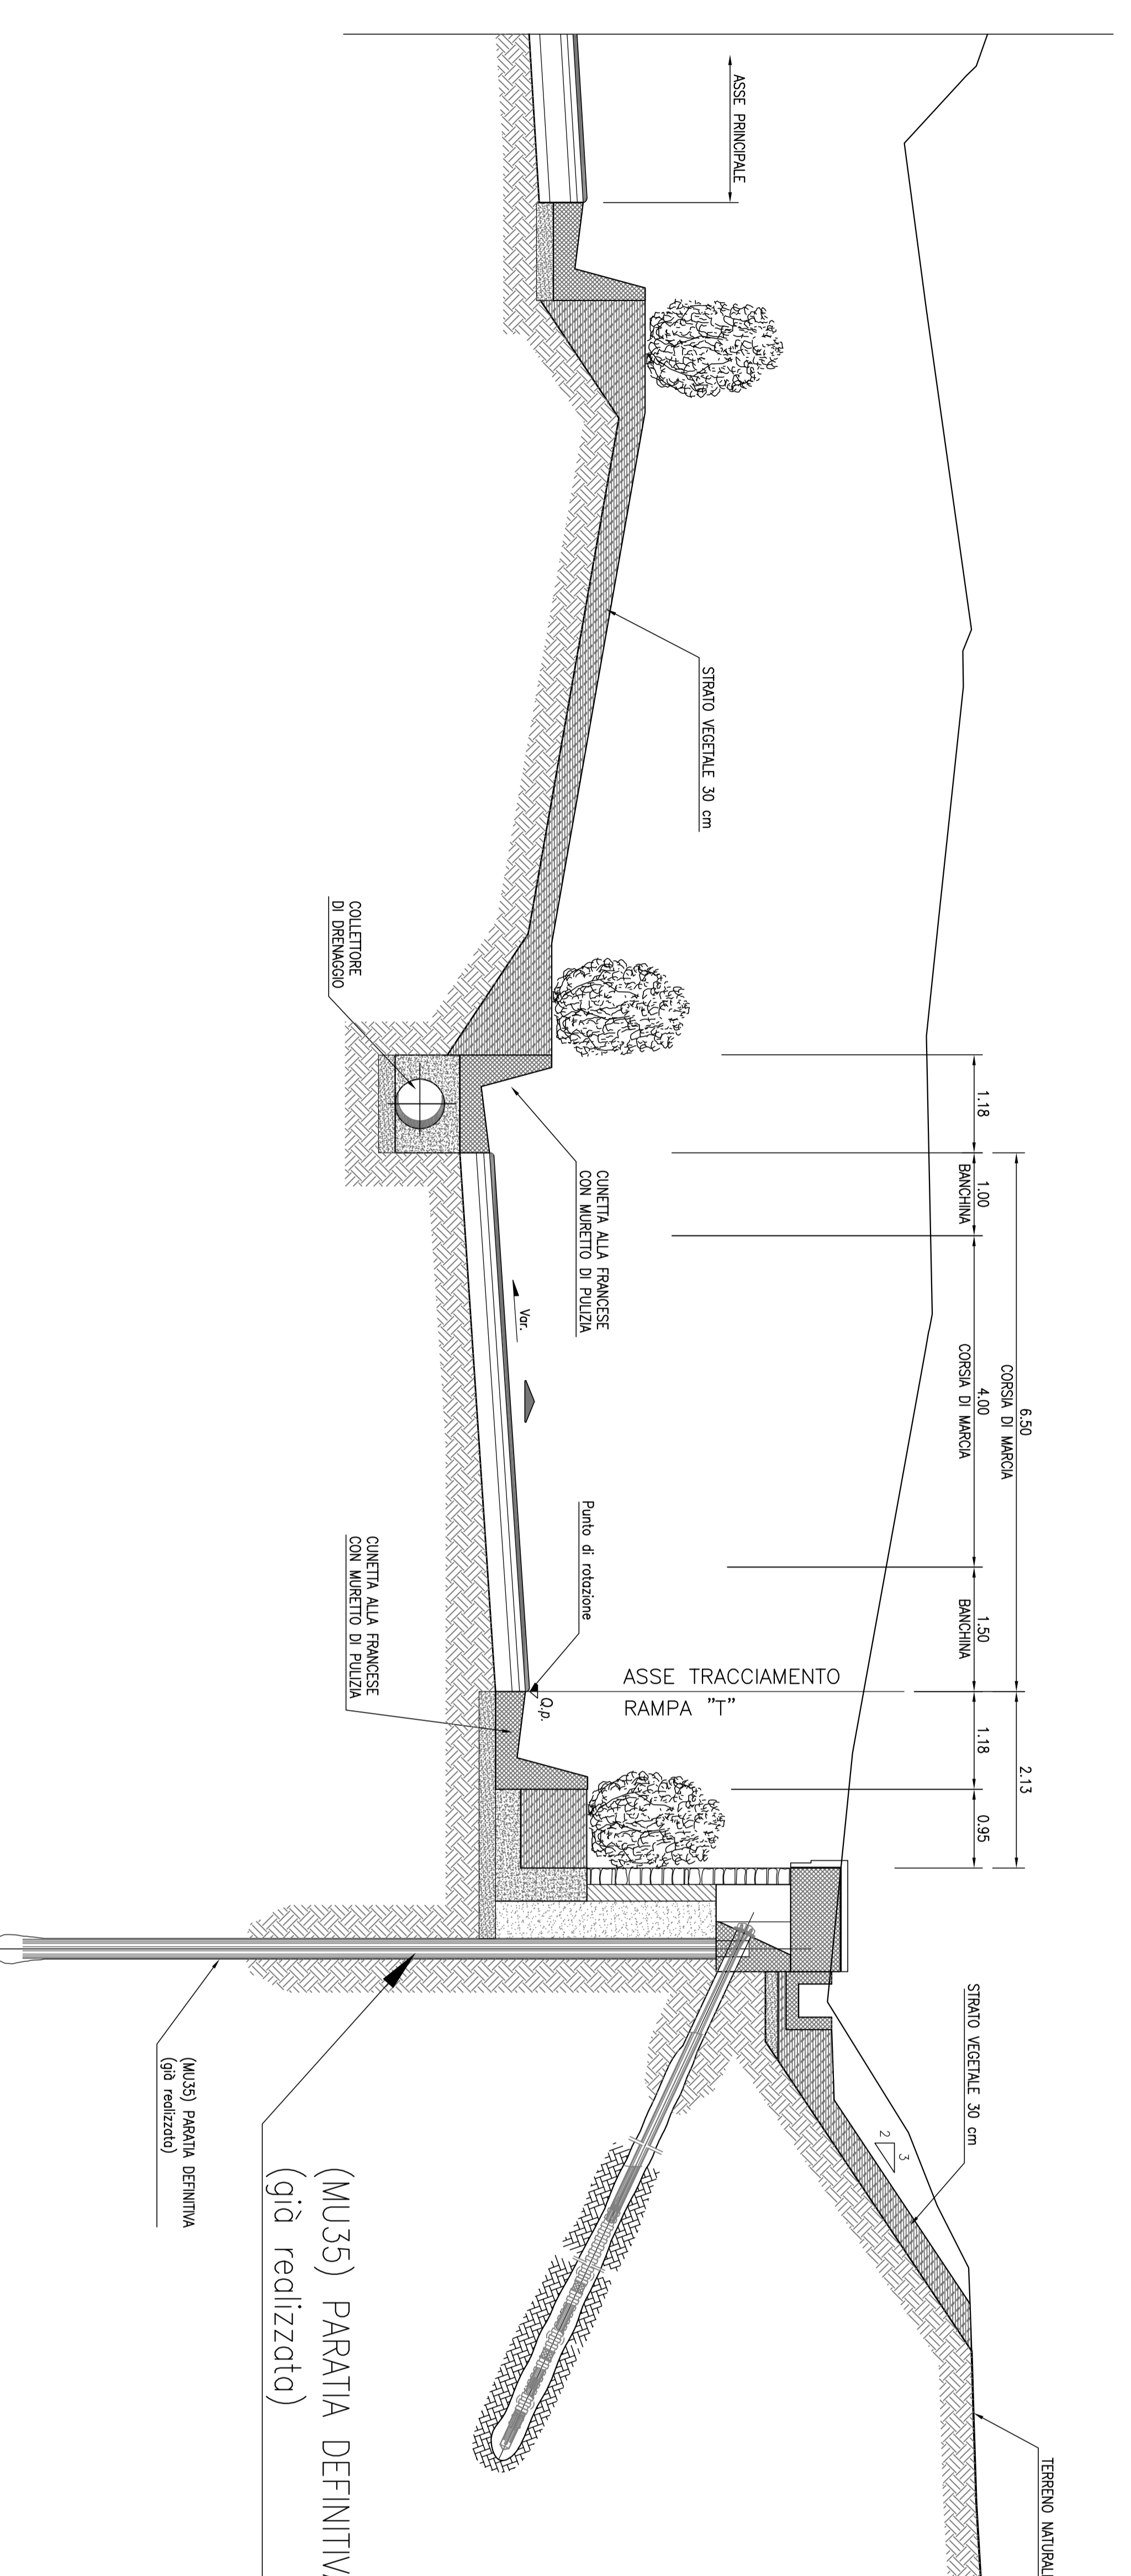 ASSE PRINCIPALE
STRATO VEGETALE 30 cm
COLLETTORE
DI DRENAGGIO
CUNETTA ALLA FRANCESE
CON MURETTO DI PULIZIA
1.18
1.00
BANCHINA
6.50
CORSIA DI MARCIA
4.00
CORSIA DI MARCIA
1.50
BANCHINA
2.13
1.18
0.95
Var.
Punto di rotazione
Q.p.
ASSE TRACCIAMENTO
RAMPA "T"
CUNETTA ALLA FRANCESE
CON MURETTO DI PULIZIA
STRATO VEGETALE 30 cm
3
2
(MU35) PARATIA DEFINITIVA
(già realizzata)
(MU35) PARATIA DEFINITIVA
(già realizzata)
TERRENO NATURALE